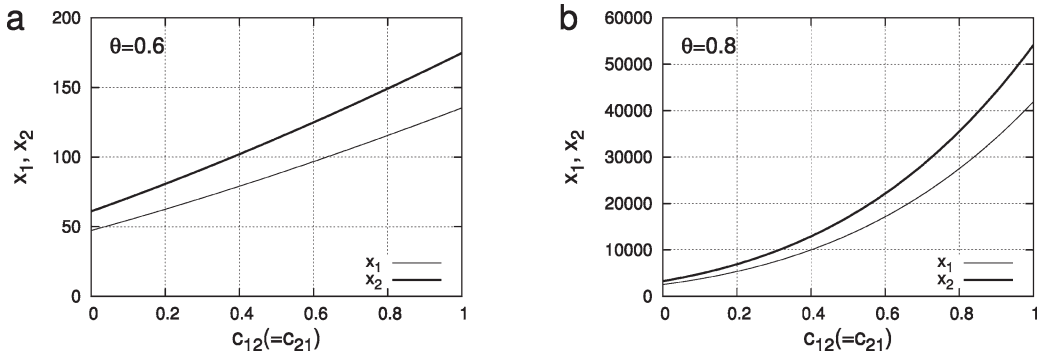 a
θ=0.6
200
150
100
50
0
x1, x2
x1
x2
0 0.2 0.4 0.6 0.8 1
c12(=c21)
b
θ=0.8
60000
50000
40000
30000
20000
10000
0
x1, x2
x1
x2
0 0.2 0.4 0.6 0.8 1
c12(=c21)